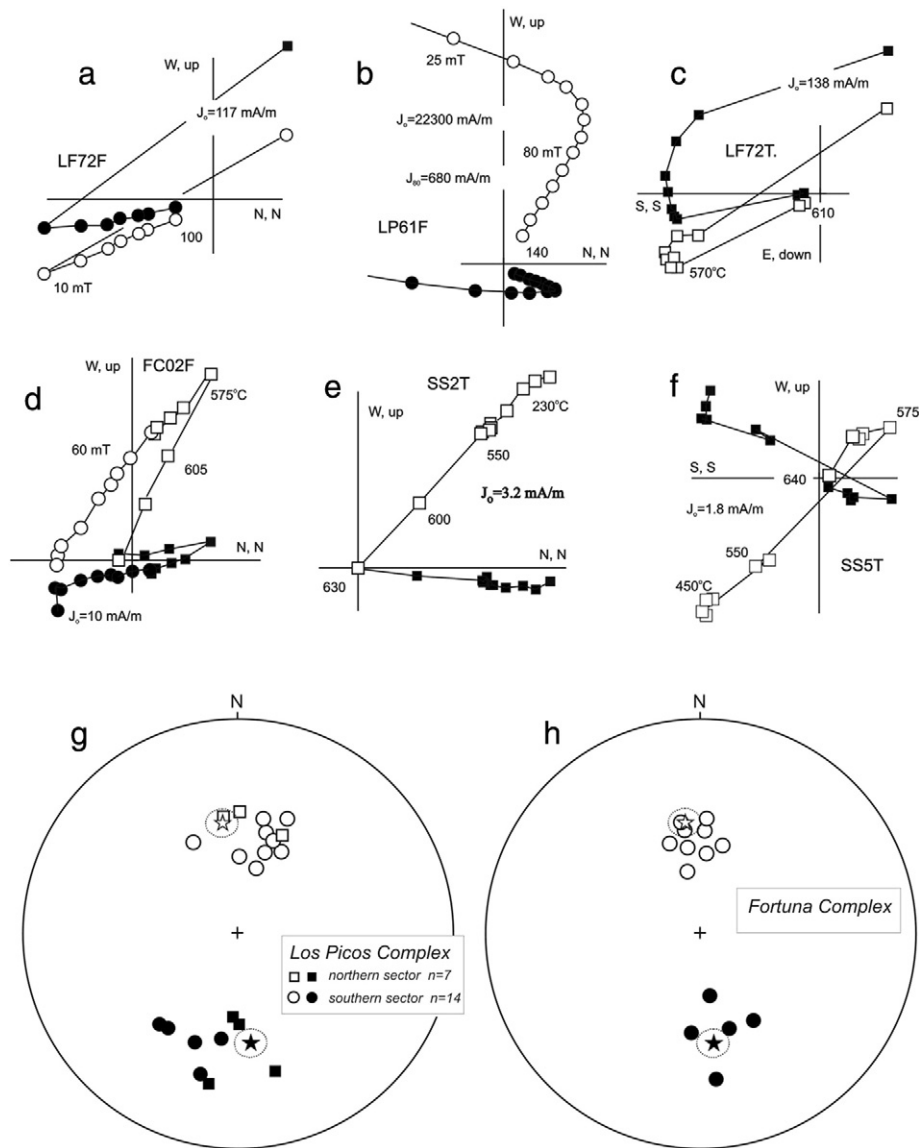 a
W, up
J₀=117 mA/m
LF72F
N, N
100
10 mT
b
W, up
25 mT
J₀=22300 mA/m
80 mT
J₈₀=680 mA/m
LP61F
140
N, N
c
J₀=138 mA/m
LF72T.
S, S
610
570°C
E, down
d
W, up
FC02F
575°C
60 mT
605
N, N
J₀=10 mA/m
e
SS2T
W, up
230°C
550
J₀=3.2 mA/m
600
N, N
630
f
W, up
575
S, S
640
J₀=1.8 mA/m
550
450°C
SS5T
g
N
Los Picos Complex
northern sector n=7
southern sector n=14
h
N
Fortuna Complex